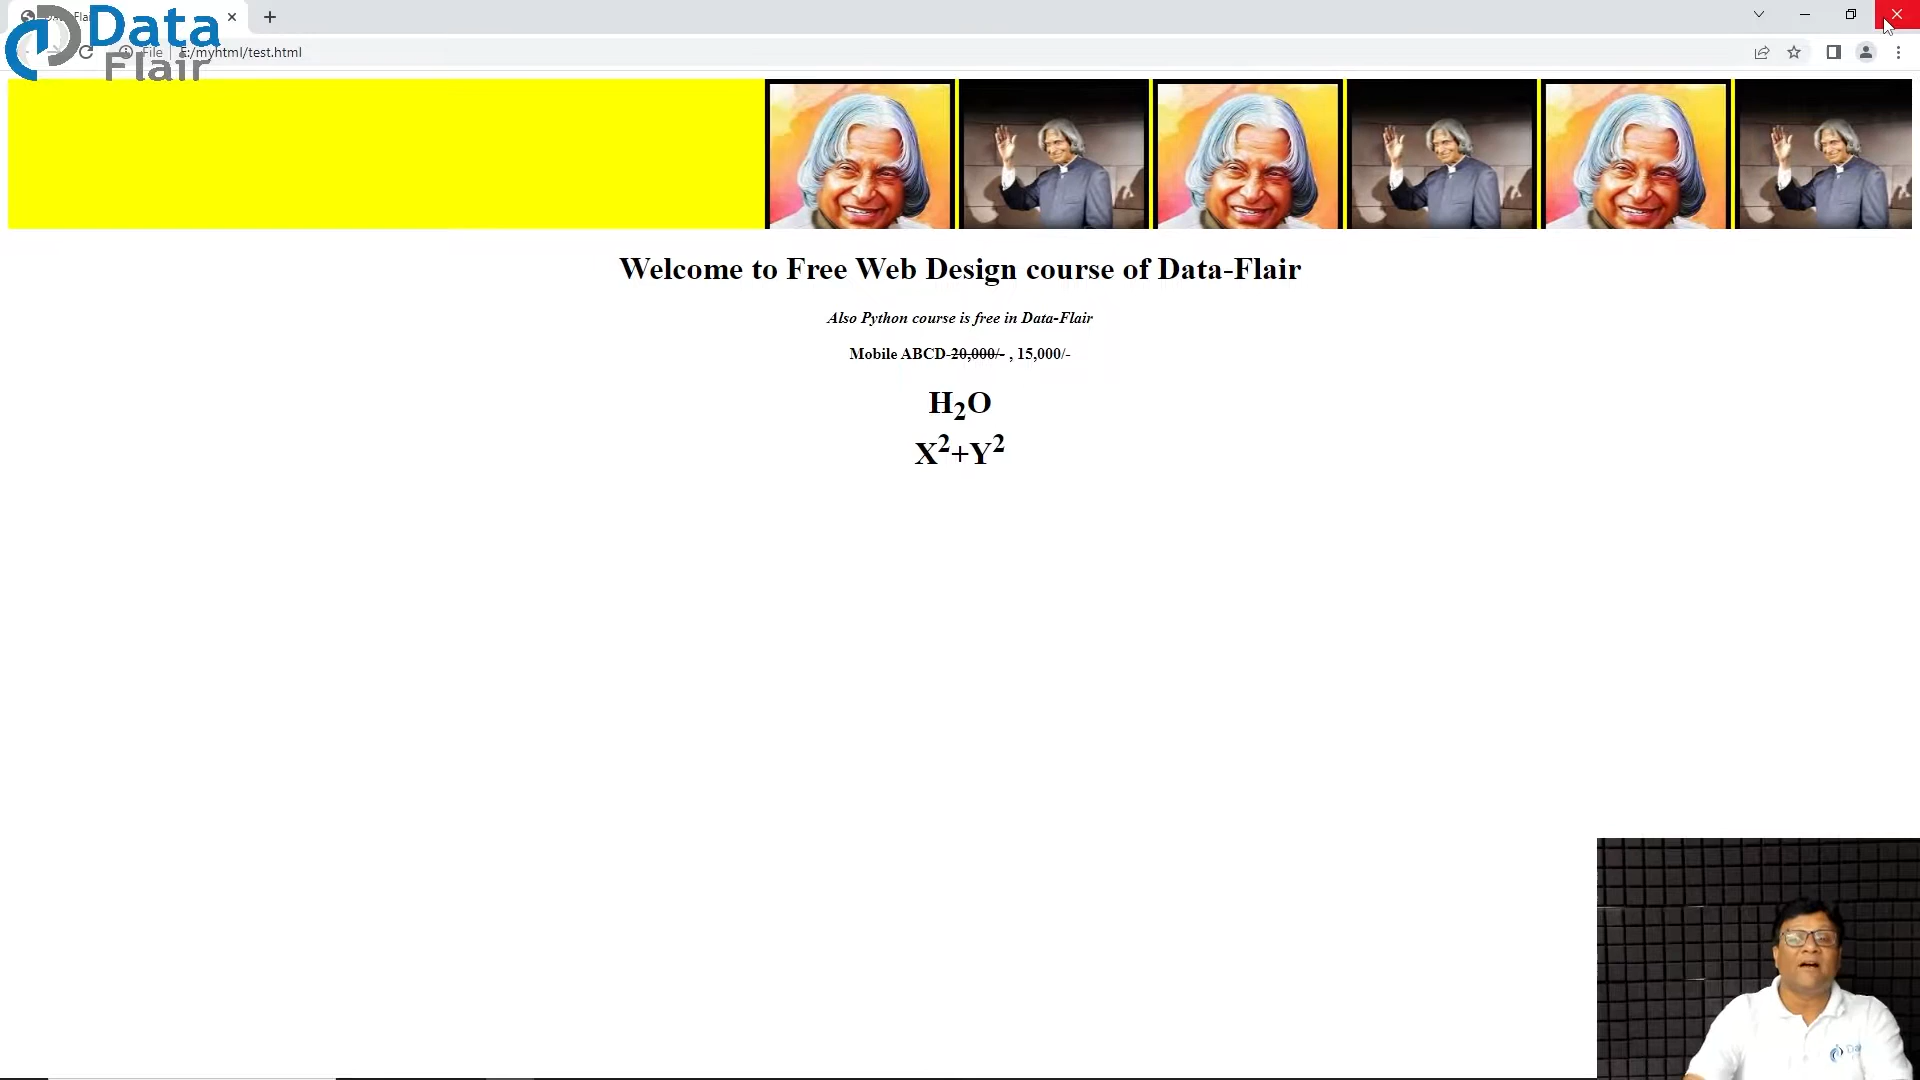 Data
Flair
File
E:/myhtml/test.html
Welcome to Free Web Design course of Data-Flair
Also Python course is free in Data-Flair
Mobile ABCD-20,000/- , 15,000/-
H₂O
X²+Y²